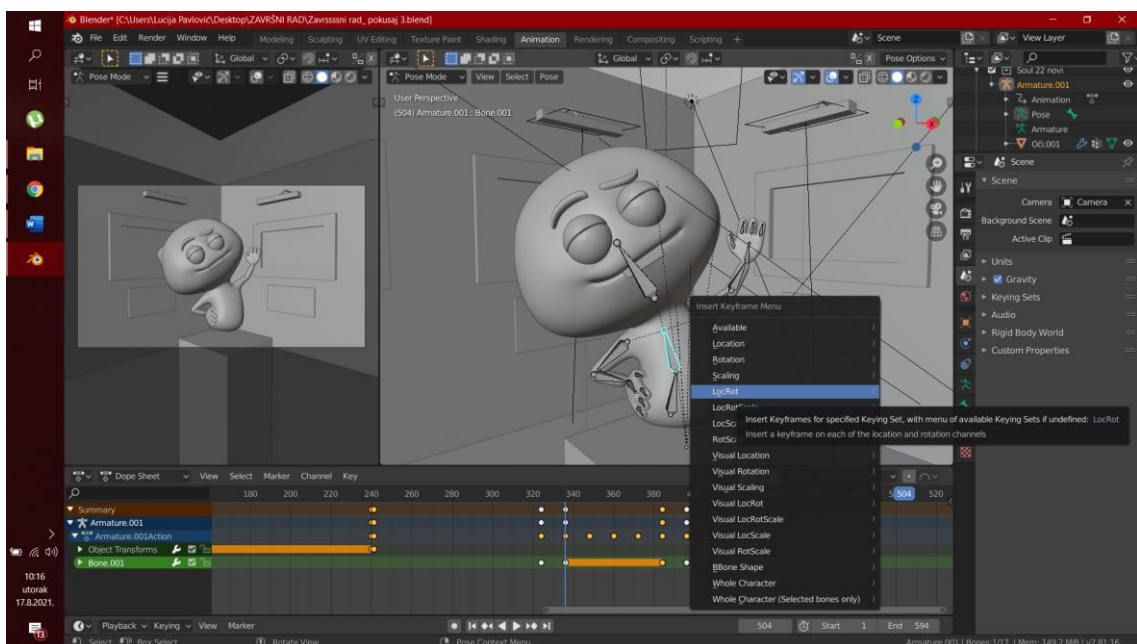 Blender* [C:\Users\Lucija Pavlović\Desktop\ZAVRŠNI RAD\Zavrssssni rad_ pokusaj 3.blend]
File Edit Render Window Help Modeling Sculpting UV Editing Texture Paint Shading Animation Rendering Compositing Scripting + Scene View Layer
Global Global Pose Options
Pose Mode Pose Mode View Select Pose
User Perspective
(504) Armature.001 : Bone.001
Soul 22 novi
Armature.001
Animation
Pose
Armature
Oči.001
Scene
Scene
Camera Camera
Background Scene
Active Clip
Units
Gravity
Keying Sets
Audio
Rigid Body World
Custom Properties
Insert Keyframe Menu
Available
Location
Rotation
Scaling
LocRot
LocRotScale
LocSca
RotSca
Insert Keyframes for specified Keying Set, with menu of available Keying Sets if undefined: LocRot
Insert a keyframe on each of the location and rotation channels
Visual Location
Visual Rotation
Visual Scaling
Visual LocRot
Visual LocRotScale
Visual LocScale
Visual RotScale
BBone Shape
Whole Character
Whole Character (Selected bones only)
Dope Sheet View Select Marker Channel Key
180 200 220 240 260 280 300 320 340 360 380 504 520
Summary
Armature.001
Armature.001Action
Object Transforms
Bone.001
Playback Keying View Marker 504 Start 1 End 594
Select Box Select Rotate View Pose Context Menu Armature.001 | Bones:1/17 | Mem: 149.2 MiB | v2.81.16
10:16
utorak
17.8.2021.
13